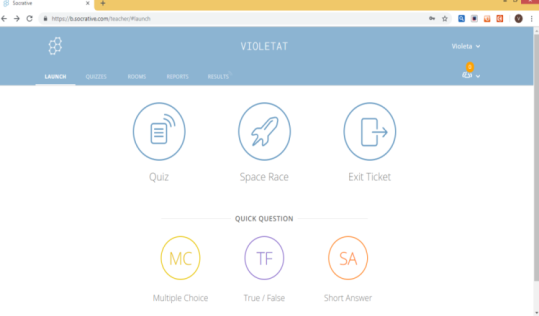 Socrative
https://b.socrative.com/teacher/#launch
VIOLETAT
Violeta
LAUNCH QUIZZES ROOMS REPORTS RESULTS
0
Quiz Space Race Exit Ticket
QUICK QUESTION
MC TF SA
Multiple Choice True / False Short Answer